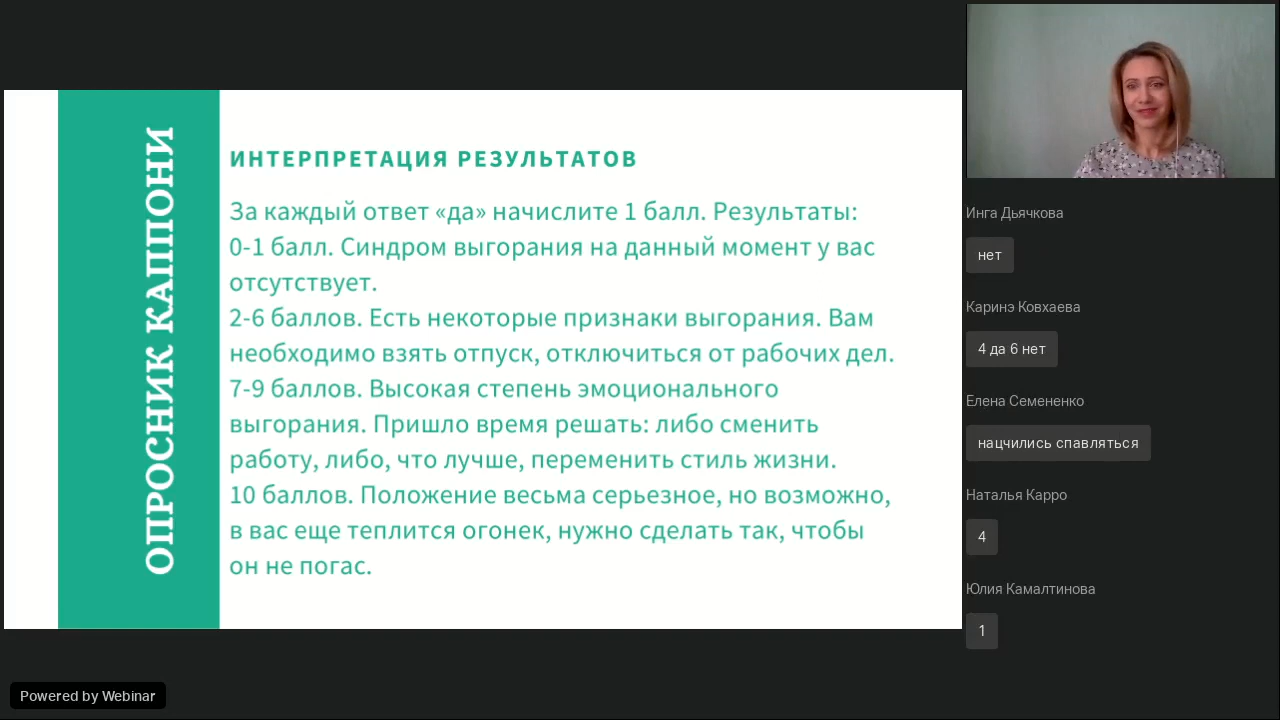 ОПРОСНИК КАППОНИ
ИНТЕРПРЕТАЦИЯ РЕЗУЛЬТАТОВ
За каждый ответ «да» начислите 1 балл. Результаты:
0-1 балл. Синдром выгорания на данный момент у вас
отсутствует.
2-6 баллов. Есть некоторые признаки выгорания. Вам
необходимо взять отпуск, отключиться от рабочих дел.
7-9 баллов. Высокая степень эмоционального
выгорания. Пришло время решать: либо сменить
работу, либо, что лучше, переменить стиль жизни.
10 баллов. Положение весьма серьезное, но возможно,
в вас еще теплится огонек, нужно сделать так, чтобы
он не погас.
Инга Дьячкова
нет
Каринэ Ковхаева
4 да 6 нет
Елена Семененко
нацчились спавляться
Наталья Карро
4
Юлия Камалтинова
1
Powered by Webinar